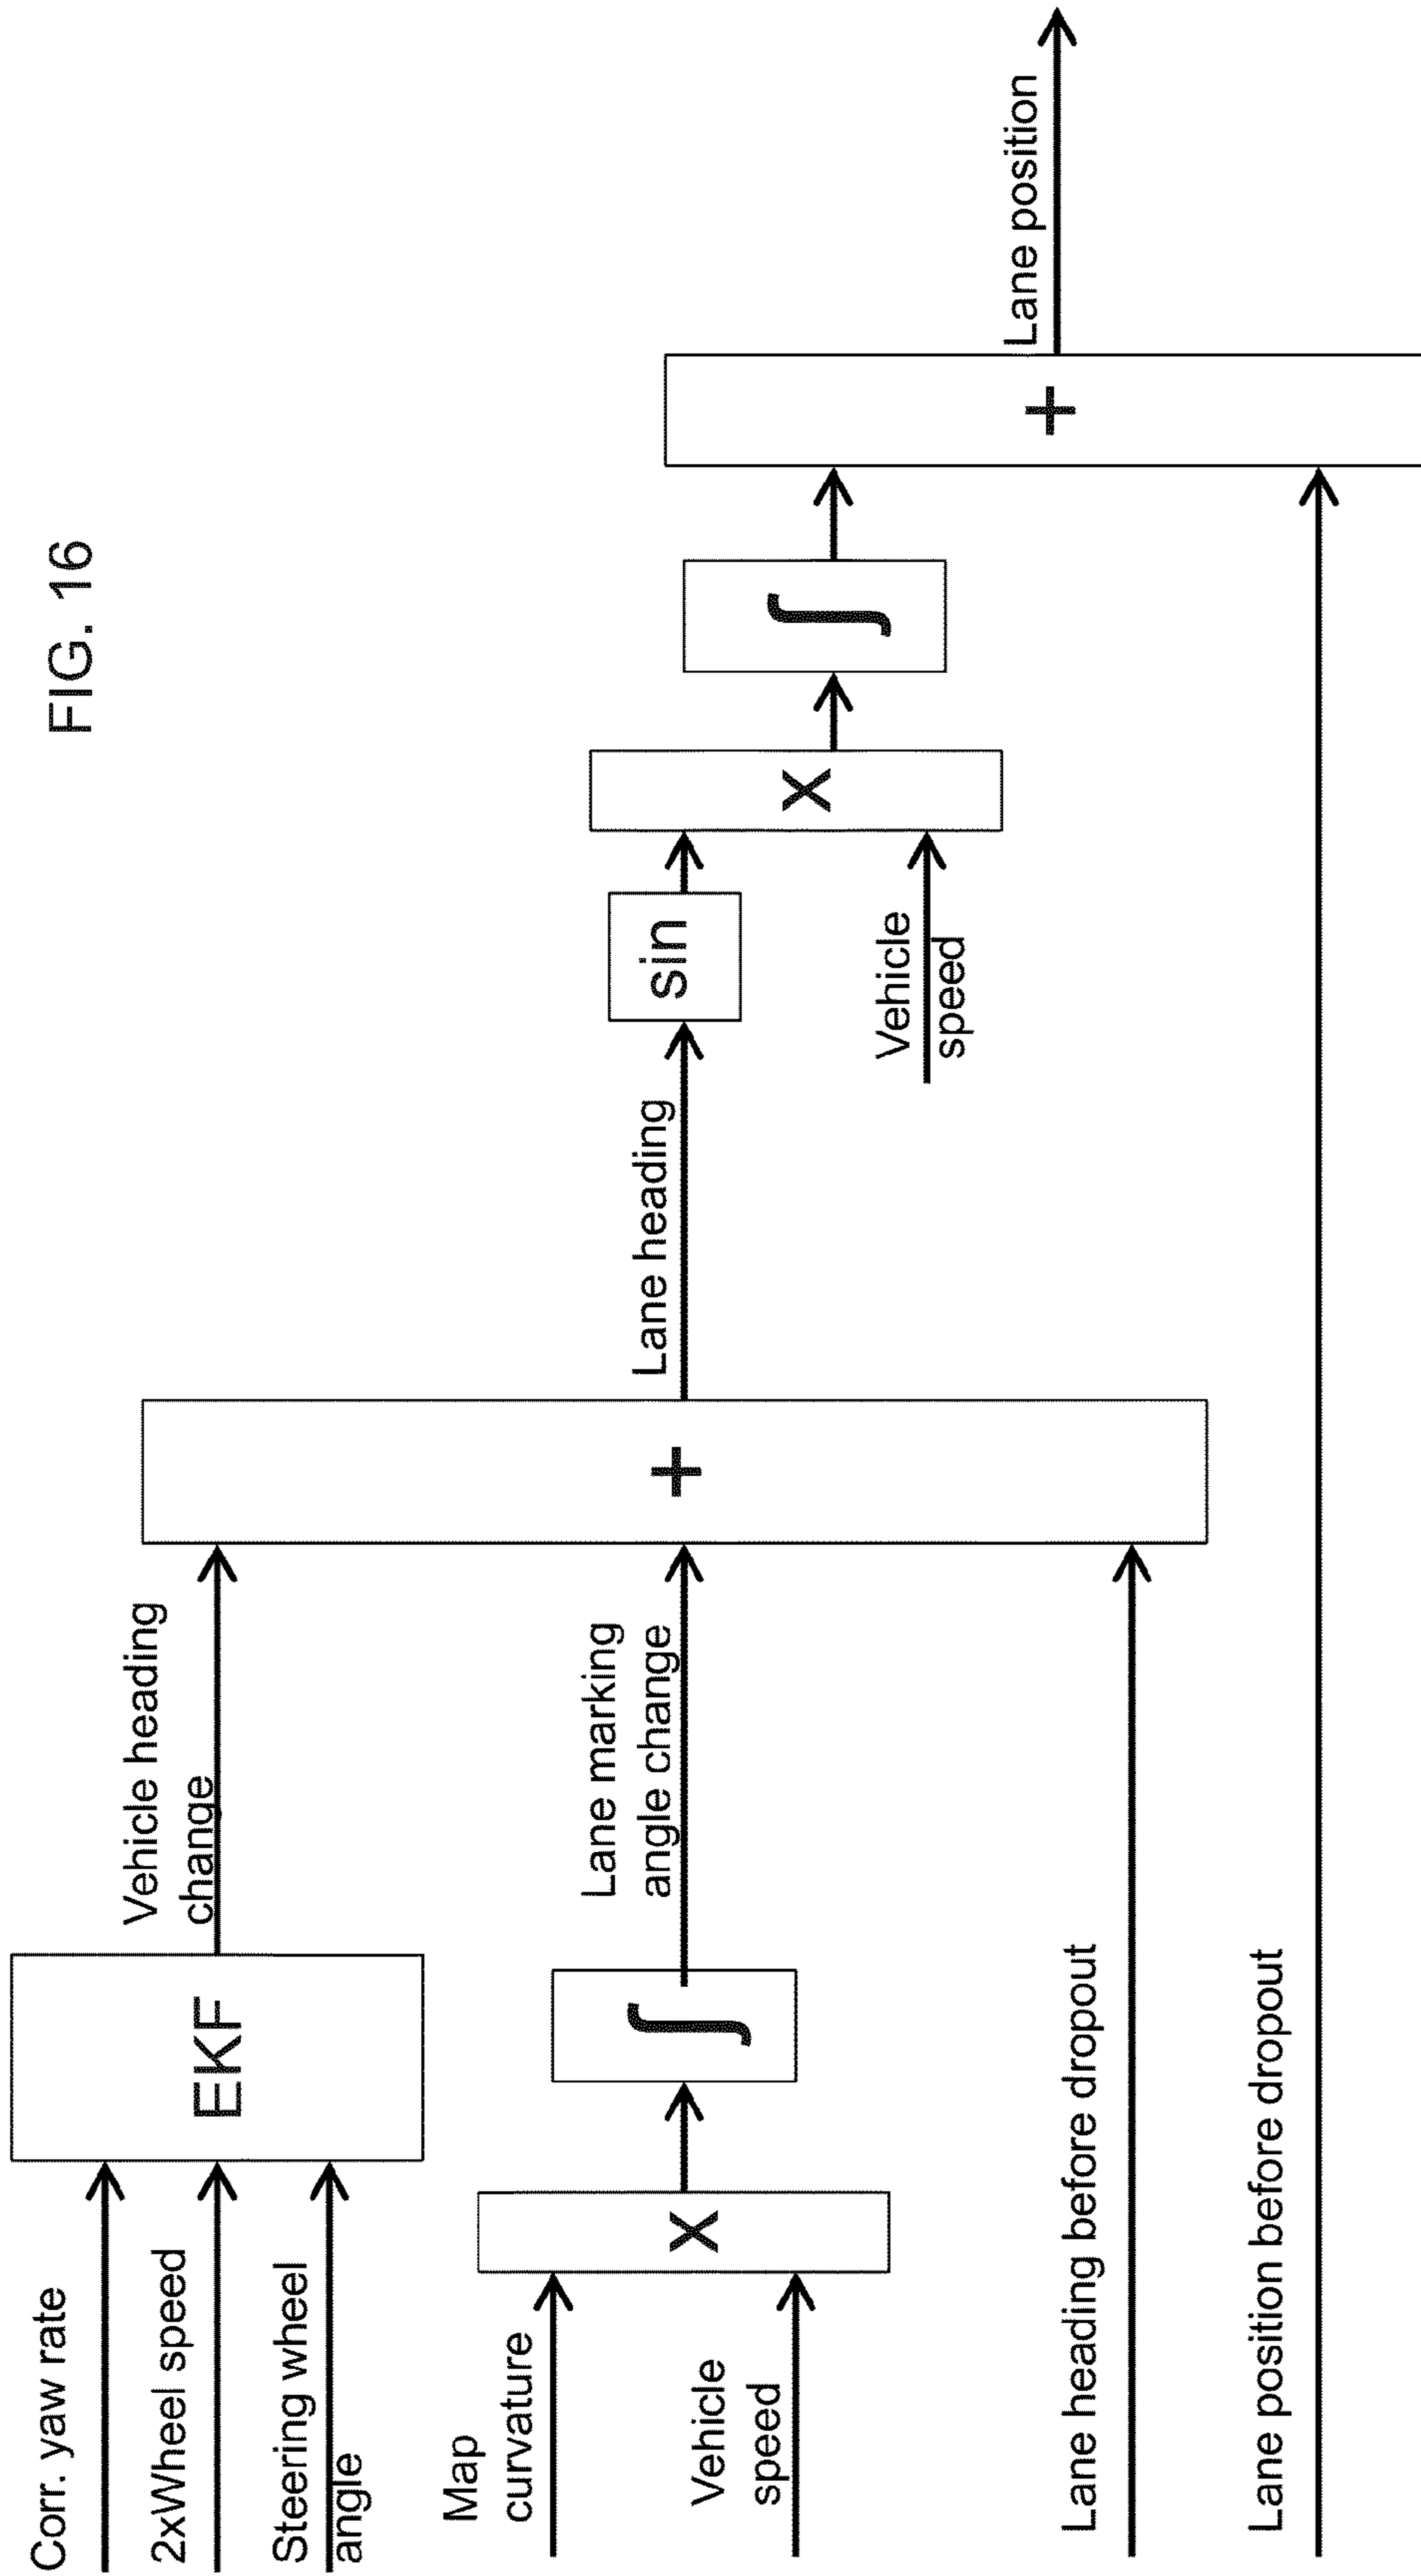 FIG. 16
Corr. yaw rate
2xWheel speed
Steering wheel
angle
EKF
Vehicle heading
change
Map
curvature
Vehicle
speed
X
∫
Lane marking
angle change
Lane heading before dropout
Lane position before dropout
+
Lane heading
sin
Vehicle
speed
X
∫
+
Lane position